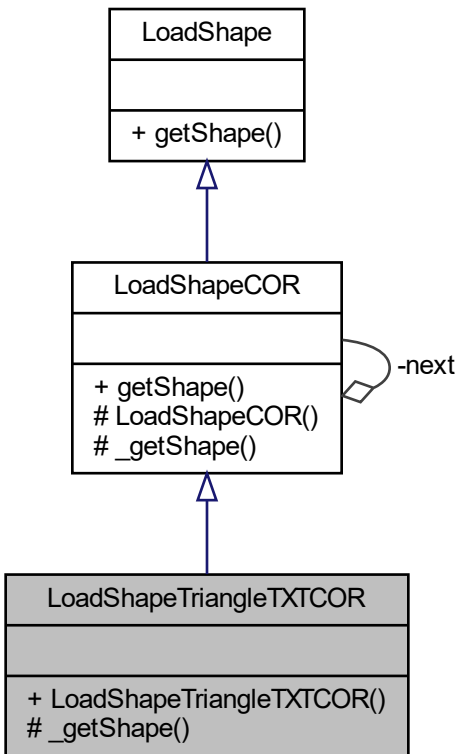 LoadShape
+ getShape()
LoadShapeCOR
-next
+ getShape()
# LoadShapeCOR()
# _getShape()
LoadShapeTriangleTXTCOR
+ LoadShapeTriangleTXTCOR()
# _getShape()